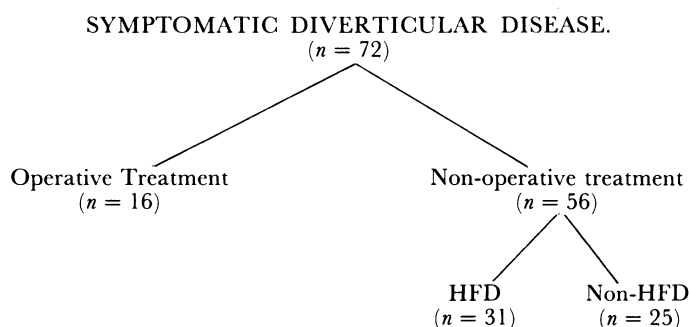 SYMPTOMATIC DIVERTICULAR DISEASE.
(n = 72)
Operative Treatment
(n = 16)
Non-operative treatment
(n = 56)
HFD
(n = 31)
Non-HFD
(n = 25)